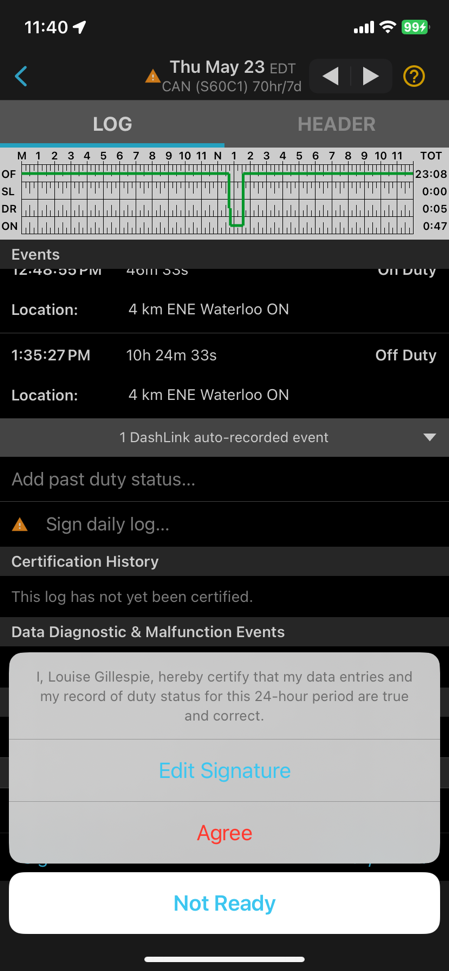 11:40
99+
Thu May 23 EDT
CAN (S60C1) 70hr/7d
LOG HEADER
M 1 2 3 4 5 6 7 8 9 10 11 N 1 2 3 4 5 6 7 8 9 10 11 TOT
OF 23:08
SL 0:00
DR 0:05
ON 0:47
Events
12:48:55 PM 46m 33s On Duty
Location: 4 km ENE Waterloo ON
1:35:27 PM 10h 24m 33s Off Duty
Location: 4 km ENE Waterloo ON
1 DashLink auto-recorded event
Add past duty status...
Sign daily log...
Certification History
This log has not yet been certified.
Data Diagnostic & Malfunction Events
I, Louise Gillespie, hereby certify that my data entries and
my record of duty status for this 24-hour period are true
and correct.
Edit Signature
Agree
Not Ready